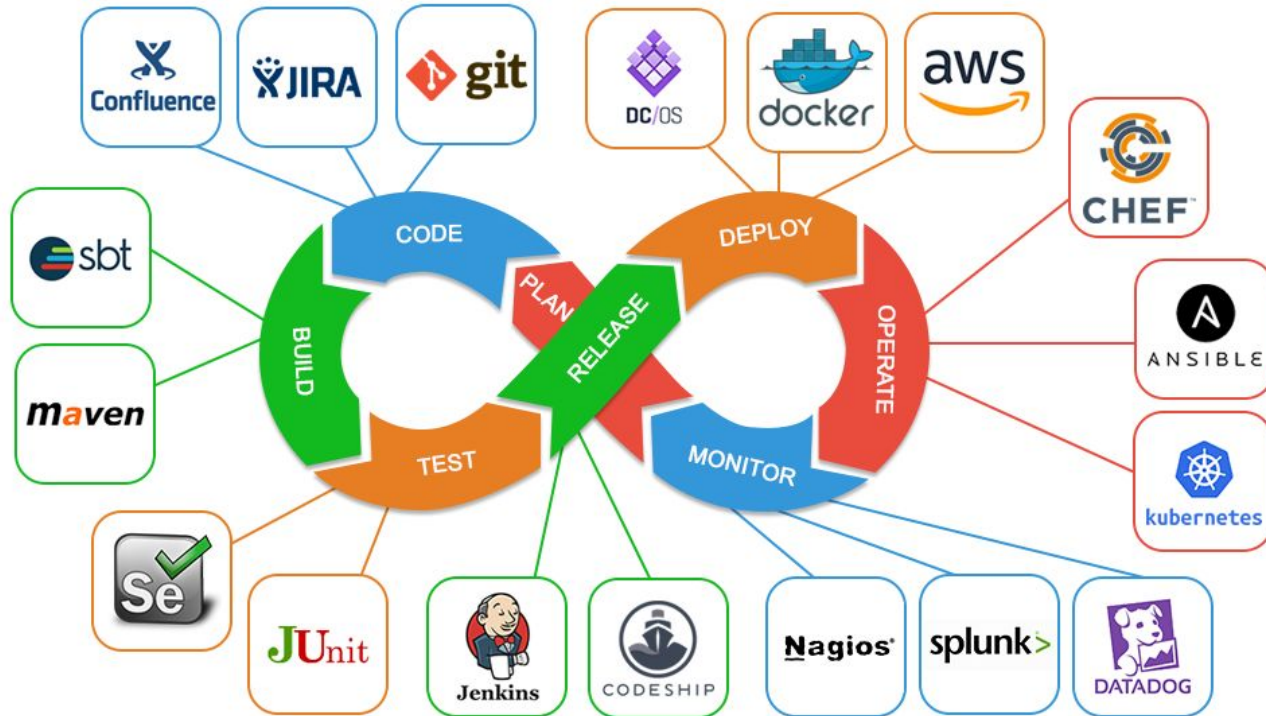 Confluence
JIRA
git
DC/OS
docker
aws
CHEF™
sbt
CODE
DEPLOY
PLAN
RELEASE
BUILD
OPERATE
ANSIBLE
maven
TEST
MONITOR
kubernetes
Se
JUnit
Jenkins
CODESHIP
Nagios®
splunk>
DATADOG